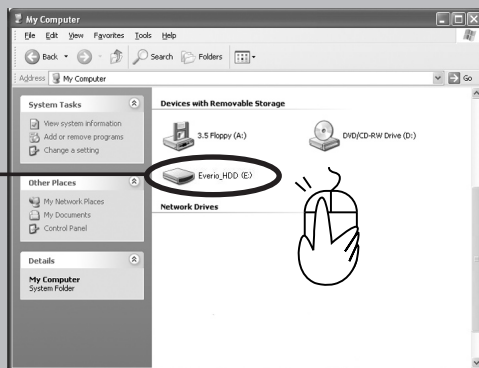 My Computer
File Edit View Favorites Tools Help
Back Search Folders
Address My Computer Go
System Tasks
View system information
Add or remove programs
Change a setting
Other Places
My Network Places
My Documents
Control Panel
Details
My Computer
System Folder
Devices with Removable Storage
3.5 Floppy (A:)
DVD/CD-RW Drive (D:)
Everio_HDD (E:)
Network Drives